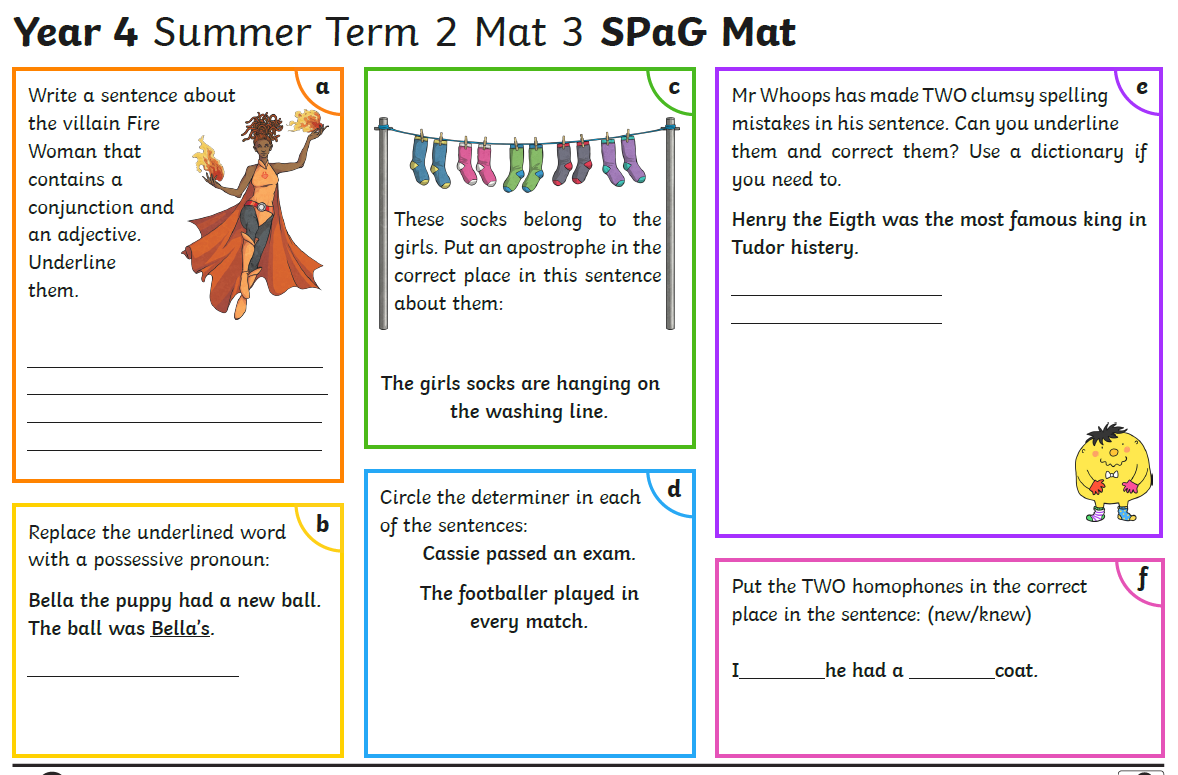 Year 4 Summer Term 2 Mat 3 SPaG Mat
a
Write a sentence about
the villain Fire
Woman that
contains a
conjunction and
an adjective.
Underline
them.
b
Replace the underlined word
with a possessive pronoun:
Bella the puppy had a new ball.
The ball was Bella's.
c
These socks belong to the
girls. Put an apostrophe in the
correct place in this sentence
about them:
The girls socks are hanging on
the washing line.
d
Circle the determiner in each
of the sentences:
Cassie passed an exam.
The footballer played in
every match.
e
Mr Whoops has made TWO clumsy spelling
mistakes in his sentence. Can you underline
them and correct them? Use a dictionary if
you need to.
Henry the Eigth was the most famous king in
Tudor histery.
f
Put the TWO homophones in the correct
place in the sentence: (new/knew)
I________he had a ________coat.